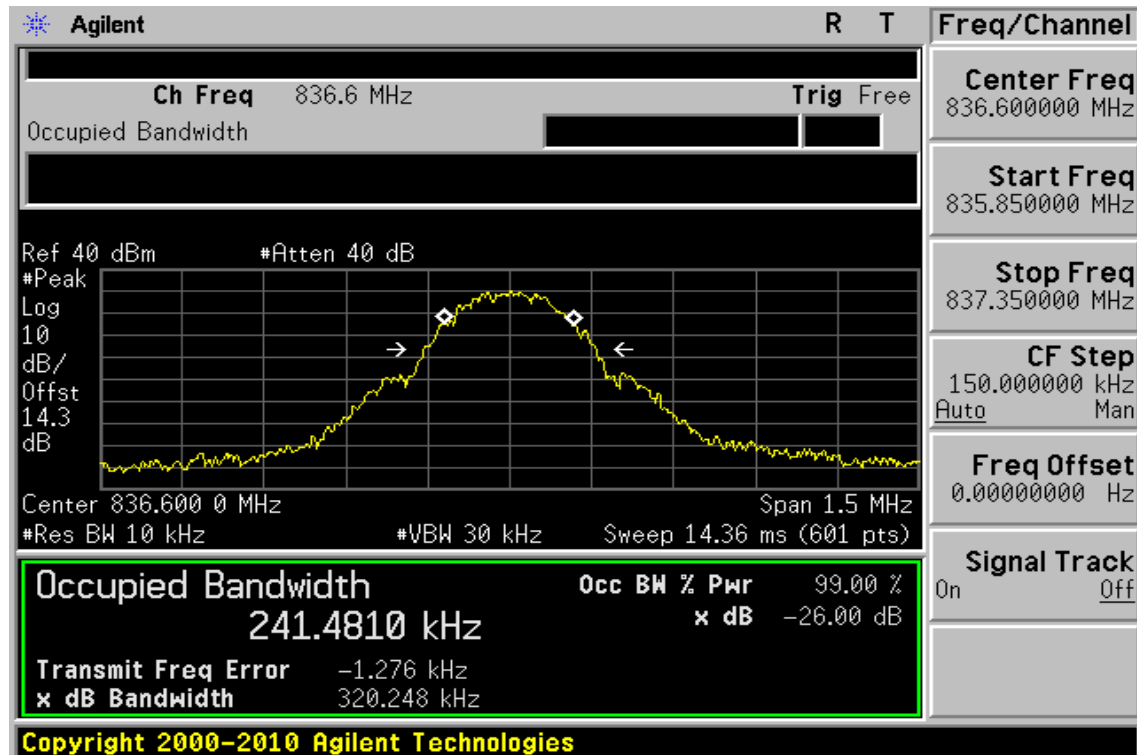 Agilent R T
Freq/Channel
Ch Freq 836.6 MHz Trig Free
Occupied Bandwidth
Center Freq
836.600000 MHz
Start Freq
835.850000 MHz
Stop Freq
837.350000 MHz
CF Step
150.000000 kHz
Auto Man
Freq Offset
0.00000000 Hz
Signal Track
On Off
Ref 40 dBm #Atten 40 dB
#Peak
Log
10
dB/
Offst
14.3
dB
Center 836.600 0 MHz Span 1.5 MHz
#Res BW 10 kHz #VBW 30 kHz Sweep 14.36 ms (601 pts)
Occupied Bandwidth Occ BW % Pwr 99.00 %
241.4810 kHz x dB -26.00 dB
Transmit Freq Error -1.276 kHz
x dB Bandwidth 320.248 kHz
Copyright 2000-2010 Agilent Technologies